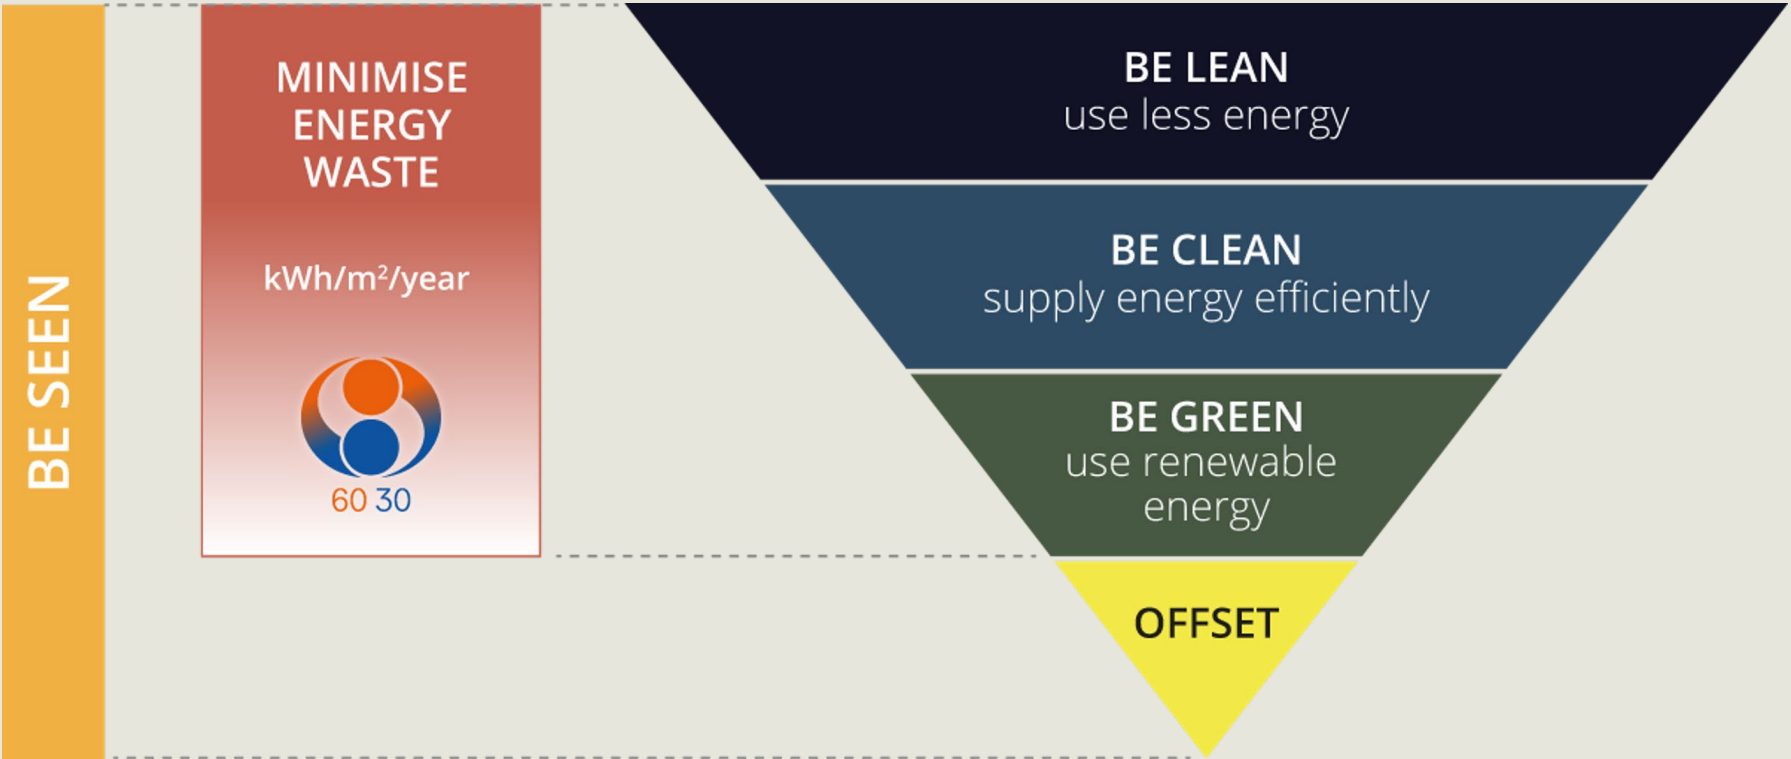 BE SEEN
MINIMISE
ENERGY
WASTE
kWh/m²/year
60 30
BE LEAN
use less energy
BE CLEAN
supply energy efficiently
BE GREEN
use renewable
energy
OFFSET